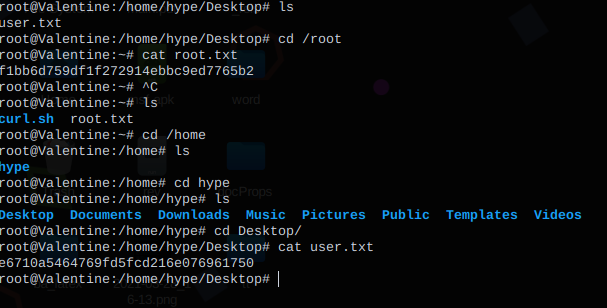 root@Valentine:/home/hype/Desktop# ls
user.txt
root@Valentine:/home/hype/Desktop# cd /root
root@Valentine:~# cat root.txt
f1bb6d759df1f272914ebbc9ed7765b2
root@Valentine:~# ^C
root@Valentine:~# ls
curl.sh  root.txt
root@Valentine:~# cd /home
root@Valentine:/home# ls
hype
root@Valentine:/home# cd hype
root@Valentine:/home/hype# ls
Desktop  Documents  Downloads  Music  Pictures  Public  Templates  Videos
root@Valentine:/home/hype# cd Desktop/
root@Valentine:/home/hype/Desktop# cat user.txt
e6710a5464769fd5fcd216e076961750
root@Valentine:/home/hype/Desktop#
word
6-13.png